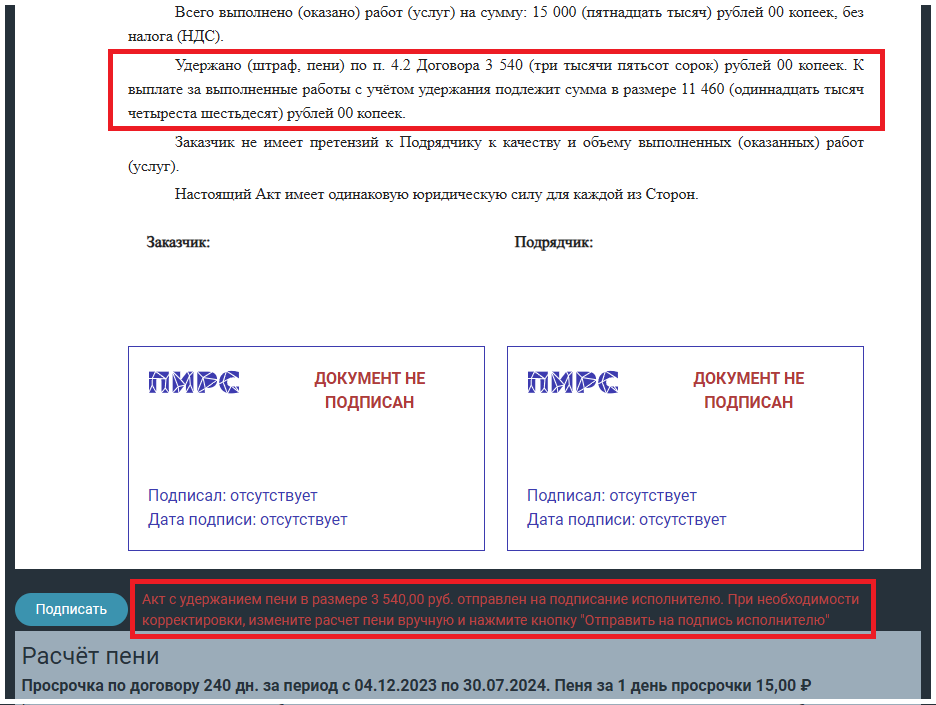 Всего выполнено (оказано) работ (услуг) на сумму: 15 000 (пятнадцать тысяч) рублей 00 копеек, без
налога (НДС).
Удержано (штраф, пени) по п. 4.2 Договора 3 540 (три тысячи пятьсот сорок) рублей 00 копеек. К
выплате за выполненные работы с учётом удержания подлежит сумма в размере 11 460 (одиннадцать тысяч
четыреста шестьдесят) рублей 00 копеек.
Заказчик не имеет претензий к Подрядчику к качеству и объему выполненных (оказанных) работ
(услуг).
Настоящий Акт имеет одинаковую юридическую силу для каждой из Сторон.
Заказчик:
Подрядчик:
ПИРС
ДОКУМЕНТ НЕ
ПОДПИСАН
Подписал: отсутствует
Дата подписи: отсутствует
ПИРС
ДОКУМЕНТ НЕ
ПОДПИСАН
Подписал: отсутствует
Дата подписи: отсутствует
Подписать
Акт с удержанием пени в размере 3 540,00 руб. отправлен на подписание исполнителю. При необходимости
корректировки, измените расчет пени вручную и нажмите кнопку "Отправить на подпись исполнителю"
Расчёт пени
Просрочка по договору 240 дн. за период с 04.12.2023 по 30.07.2024. Пеня за 1 день просрочки 15,00 ₽